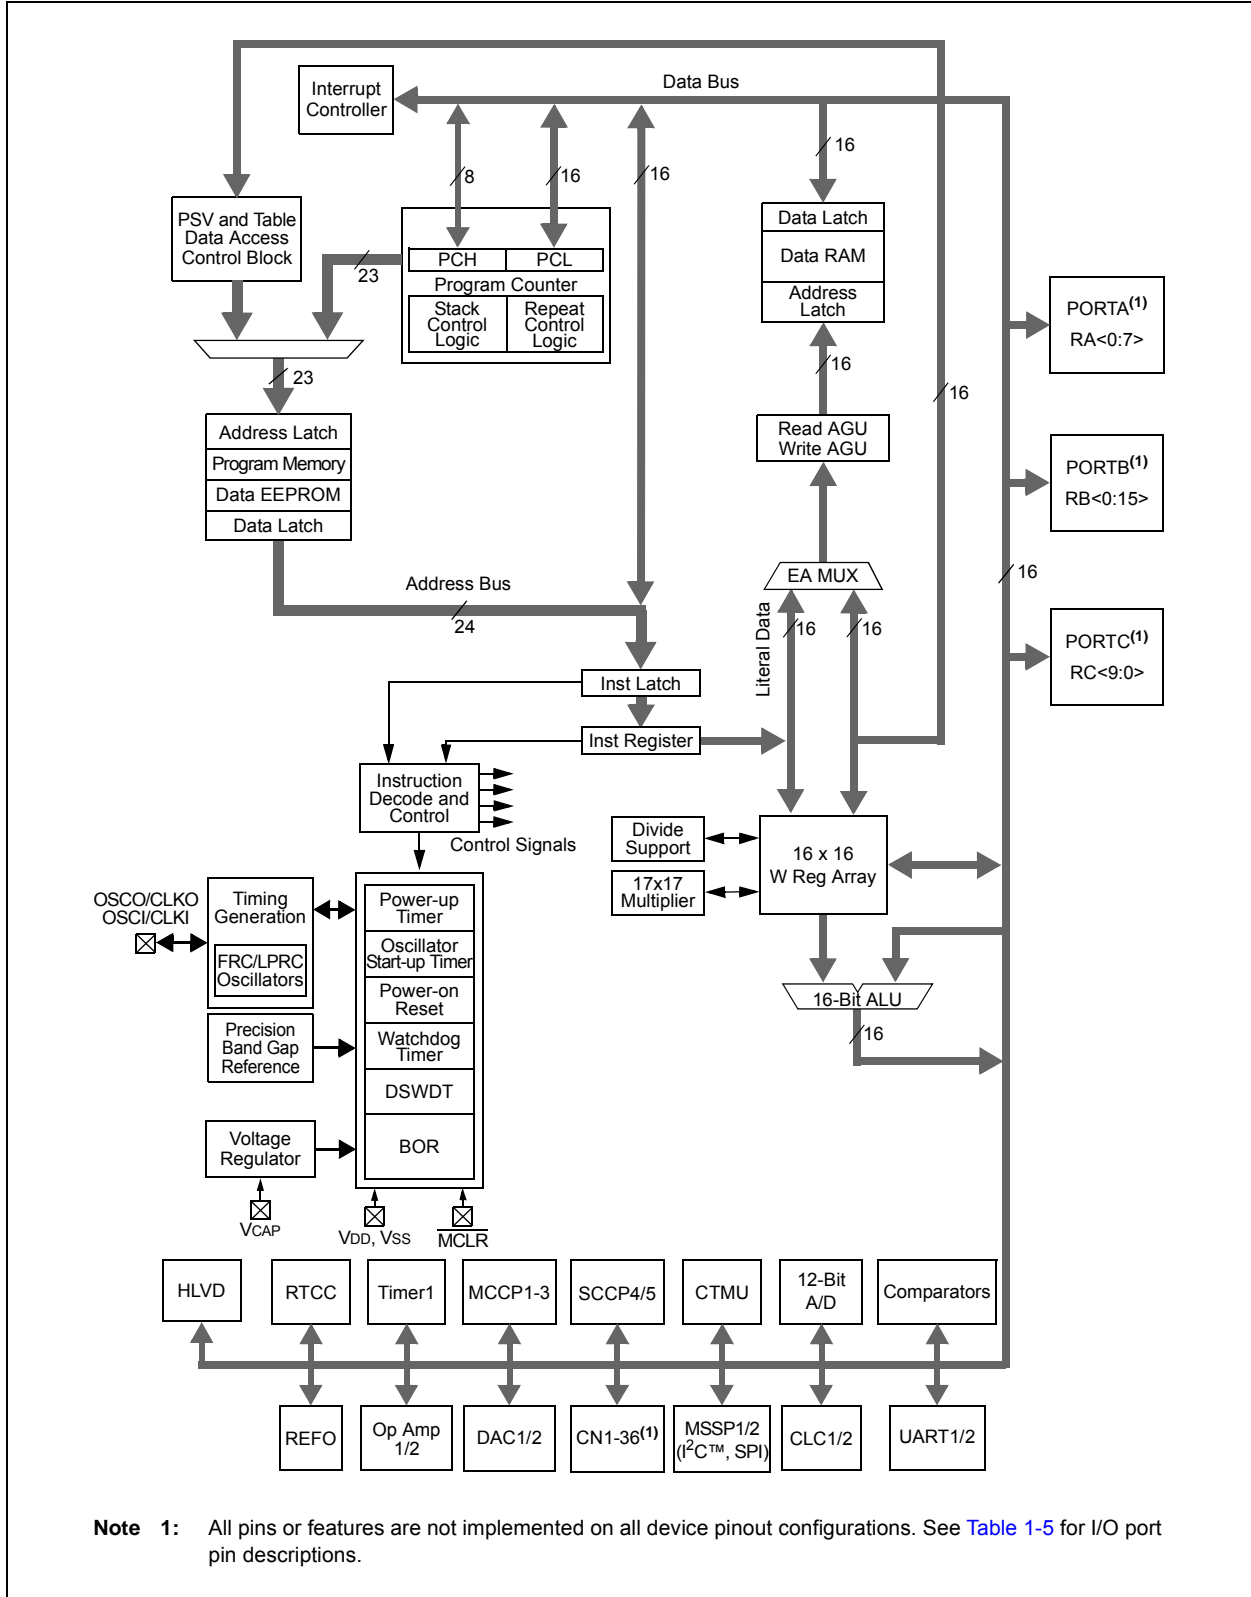 Data Bus
Interrupt
Controller
16
8
16
16
PSV and Table
Data Access
Control Block
Data Latch
Data RAM
Address
Latch
23
PCH
PCL
Program Counter
Stack
Control
Logic
Repeat
Control
Logic
PORTA(1)
RA<0:7>
23
16
16
Address Latch
Program Memory
Data EEPROM
Data Latch
Read AGU
Write AGU
PORTB(1)
RB<0:15>
EA MUX
16
Address Bus
24
Literal Data
16
16
PORTC(1)
RC<9:0>
Inst Latch
Inst Register
Instruction
Decode and
Control
Control Signals
Divide
Support
17x17
Multiplier
16 x 16
W Reg Array
OSCO/CLKO
OSCI/CLKI
Timing
Generation
FRC/LPRC
Oscillators
Power-up
Timer
Oscillator
Start-up Timer
Power-on
Reset
Watchdog
Timer
DSWDT
BOR
16-Bit ALU
16
Precision
Band Gap
Reference
Voltage
Regulator
VCAP
VDD, VSS
MCLR
HLVD
RTCC
Timer1
MCCP1-3
SCCP4/5
CTMU
12-Bit
A/D
Comparators
REFO
Op Amp
1/2
DAC1/2
CN1-36(1)
MSSP1/2
(I2C™, SPI)
CLC1/2
UART1/2
Note 1: All pins or features are not implemented on all device pinout configurations. See Table 1-5 for I/O port
pin descriptions.